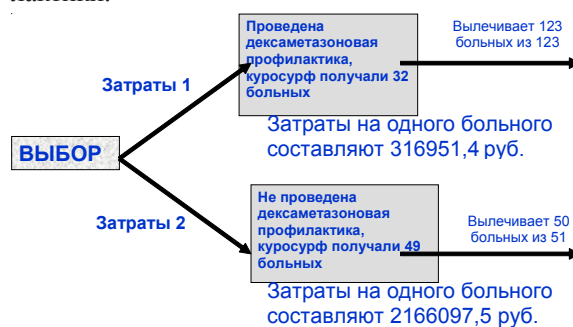 Проведена
дексаметазоновая
профилактика,
куросурф получали 32
больных
Вылечивает 123
больных из 123
Затраты 1
Затраты на одного больного
составляют 316951,4 руб.
ВЫБОР
Затраты 2
Не проведена
дексаметазоновая
профилактика,
куросурф получали 49
больных
Вылечивает 50
больных из 51
Затраты на одного больного
составляют 2166097,5 руб.